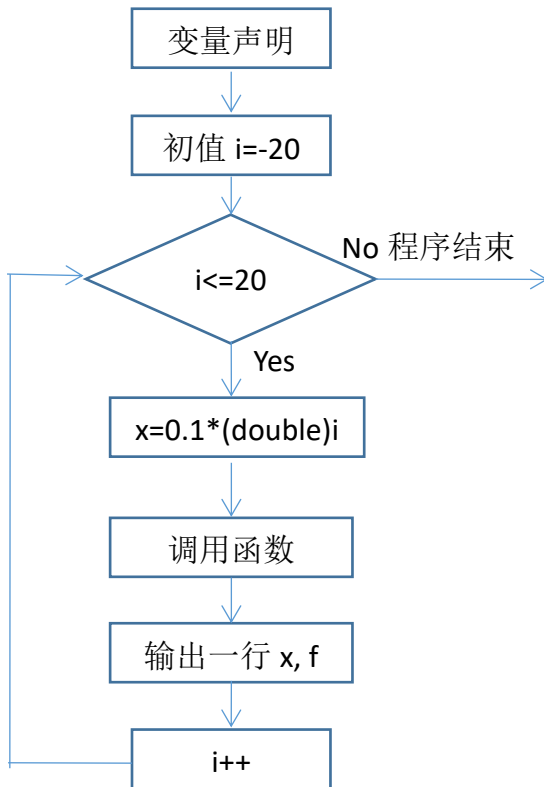 变量声明
初值 i=-20
No 程序结束
i<=20
Yes
x=0.1*(double)i
调用函数
输出一行 x, f
i++